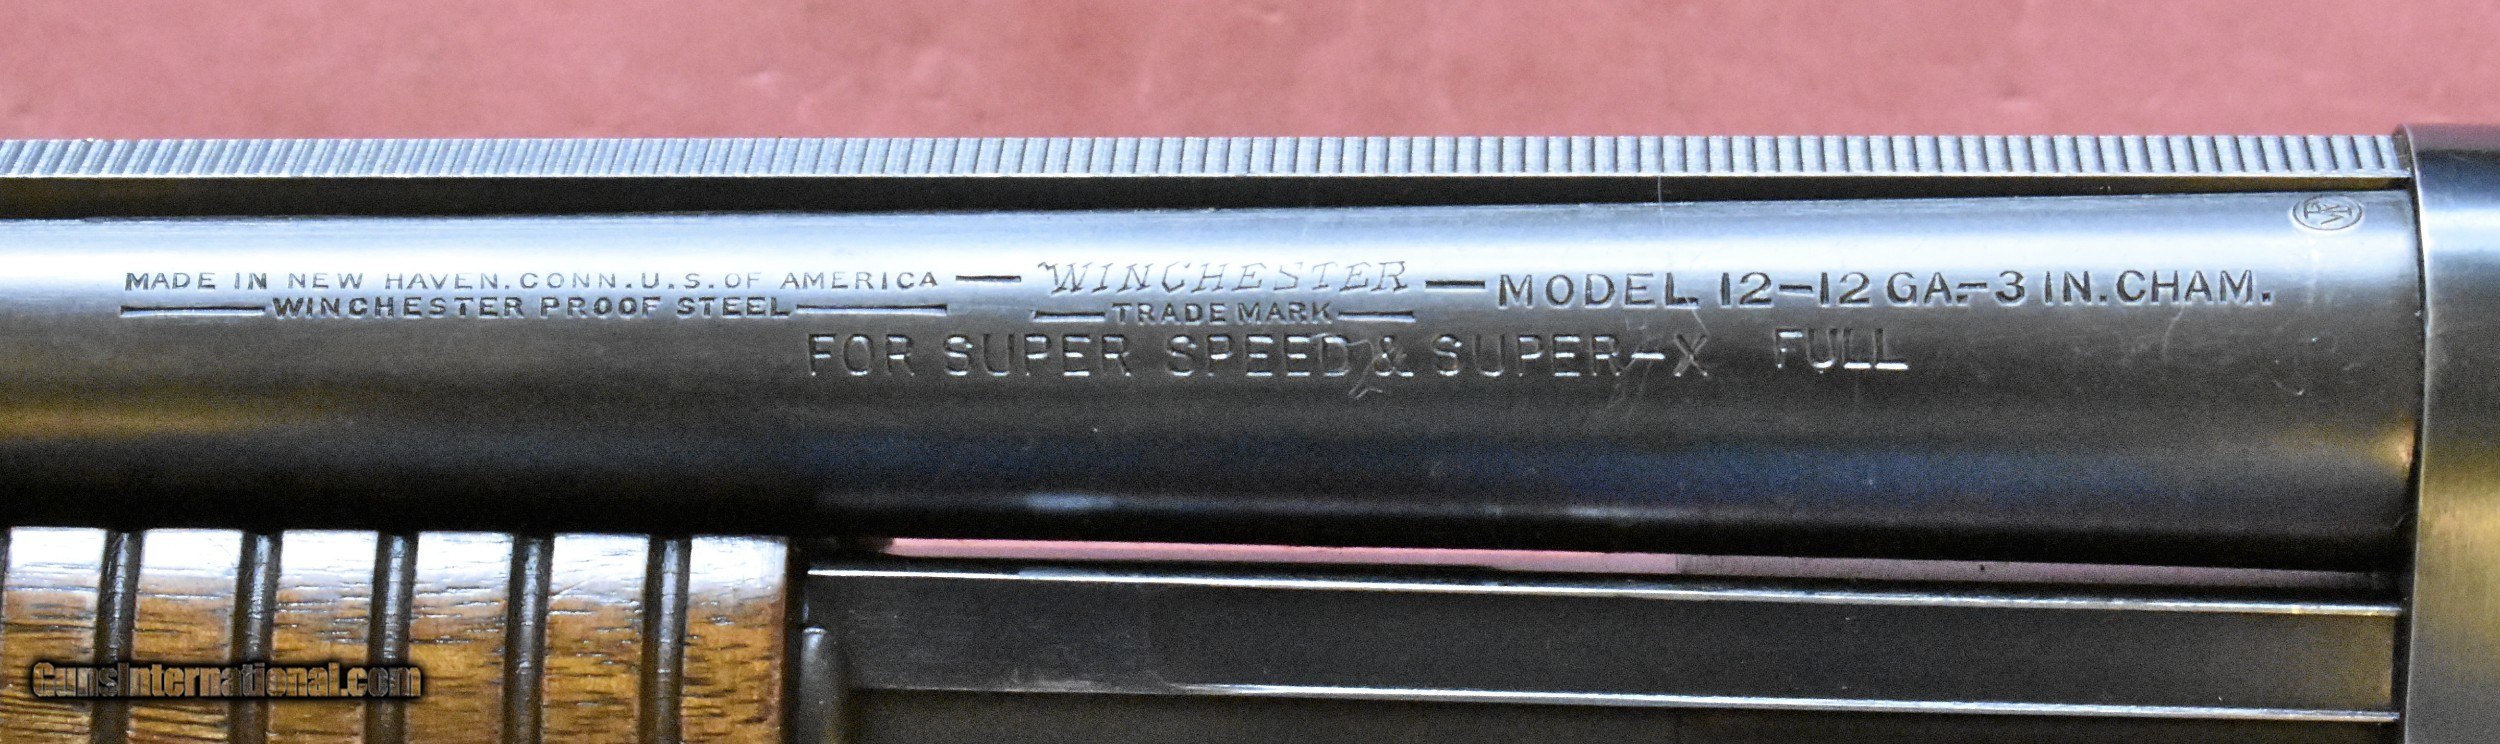 MADE IN NEW HAVEN. CONN. U.S. OF AMERICA — WINCHESTER — MODEL 12-12 GA.-3 IN. CHAM.
WINCHESTER PROOF STEEL TRADE MARK
FOR SUPER SPEED & SUPER-X FULL
WP
GunsInternational.com